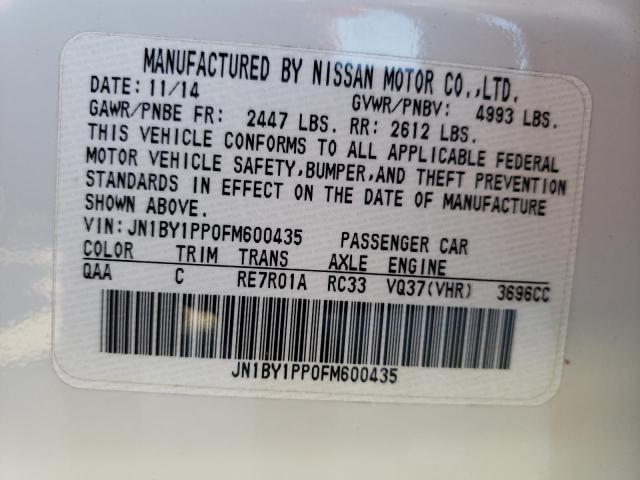 MANUFACTURED BY NISSAN MOTOR CO.,LTD.
DATE: 11/14 GVWR/PNBV: 4993 LBS.
GAWR/PNBE FR: 2447 LBS. RR: 2612 LBS.
THIS VEHICLE CONFORMS TO ALL APPLICABLE FEDERAL
MOTOR VEHICLE SAFETY,BUMPER,AND THEFT PREVENTION
STANDARDS IN EFFECT ON THE DATE OF MANUFACTURE
SHOWN ABOVE.
VIN:JN1BY1PP0FM600435 PASSENGER CAR
COLOR TRIM TRANS AXLE ENGINE
QAA C RE7R01A RC33 VQ37(VHR) 3696CC
JN1BY1PP0FM600435